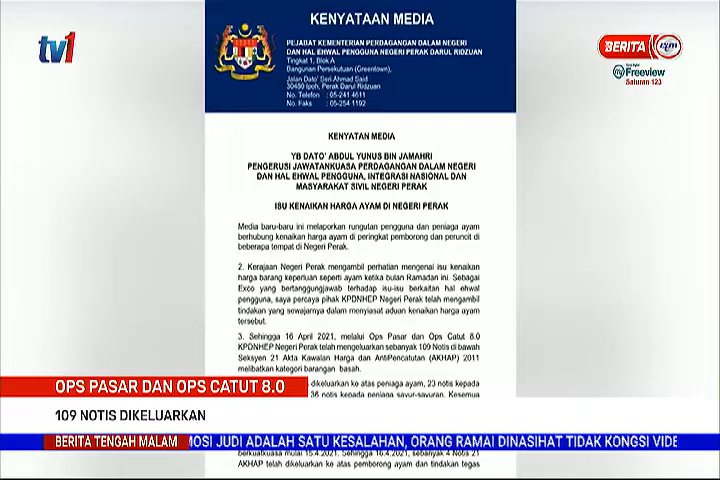 tv1
BERITA rtm
my Freeview
Saluran 123
KENYATAAN MEDIA
PEJABAT KEMENTERIAN PERDAGANGAN DALAM NEGERI
DAN HAL EHWAL PENGGUNA NEGERI PERAK DARUL RIDZUAN
Tingkat 1, Blok A
Bangunan Persekutuan (Greentown),
Jalan Dato' Seri Ahmad Said
30450 Ipoh, Perak Darul Ridzuan
No. Telefon : 05-241 4611
No. Faks : 05-254 1192
KENYATAN MEDIA
YB DATO' ABDUL YUNUS BIN JAMAHRI
PENGERUSI JAWATANKUASA PERDAGANGAN DALAM NEGERI
DAN HAL EHWAL PENGGUNA, INTEGRASI NASIONAL DAN
MASYARAKAT SIVIL NEGERI PERAK
ISU KENAIKAN HARGA AYAM DI NEGERI PERAK
Media baru-baru ini melaporkan rungutan pengguna dan peniaga ayam
berhubung kenaikan harga ayam di peringkat pemborong dan peruncit di
beberapa tempat di Negeri Perak.
2. Kerajaan Negeri Perak mengambil perhatian mengenai isu kenaikan
harga barang keperluan seperti ayam ketika bulan Ramadan ini. Sebagai
Exco yang bertanggungjawab terhadap isu-isu berkaitan hal ehwal
pengguna, saya percaya pihak KPDNHEP Negeri Perak telah mengambil
tindakan yang sewajarnya dalam menyiasat aduan kenaikan harga ayam
tersebut.
3. Sehingga 16 April 2021, melalui Ops Pasar dan Ops Catut 8.0
KPDNHEP Negeri Perak telah mengeluarkan sebanyak 109 Notis di bawah
Seksyen 21 Akta Kawalan Harga dan AntiPencatutan (AKHAP) 2011
melibatkan kategori barangan basah.
dikeluarkan ke atas peniaga ayam, 23 notis kepada
36 notis kepada peniaga sayur-sayuran. Kesemua
OPS PASAR DAN OPS CATUT 8.0
109 NOTIS DIKELUARKAN
BERITA TENGAH MALAM MOSI JUDI ADALAH SATU KESALAHAN, ORANG RAMAI DINASIHAT TIDAK KONGSI VIDE
berkuatkuasa mulai 15.4.2021. Sehingga 16.4.2021, sebanyak 4 Notis 21
AKHAP telah dikeluarkan ke atas pemborong ayam dan tindakan tegas